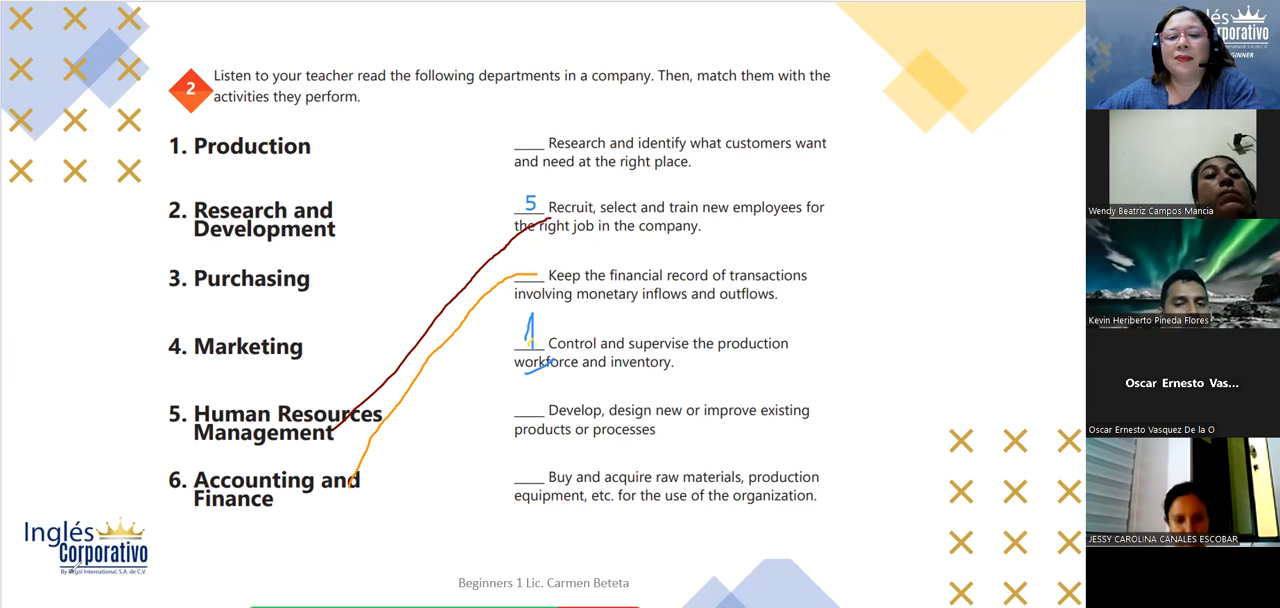 2
Listen to your teacher read the following departments in a company. Then, match them with the
activities they perform.
1. Production
2. Research and
Development
3. Purchasing
4. Marketing
5. Human Resources
Management
6. Accounting and
Finance
____ Research and identify what customers want
and need at the right place.
5 Recruit, select and train new employees for
the right job in the company.
____ Keep the financial record of transactions
involving monetary inflows and outflows.
1 Control and supervise the production
workforce and inventory.
____ Develop, design new or improve existing
products or processes
____ Buy and acquire raw materials, production
equipment, etc. for the use of the organization.
Inglés
Corporativo
Beginners 1 Lic. Carmen Beteta
Wendy Beatriz Campos Mancia
Kevin Heriberto Pineda Flores
Oscar Ernesto Vas...
Oscar Ernesto Vasquez De la O
JESSY CAROLINA CANALES ESCOBAR